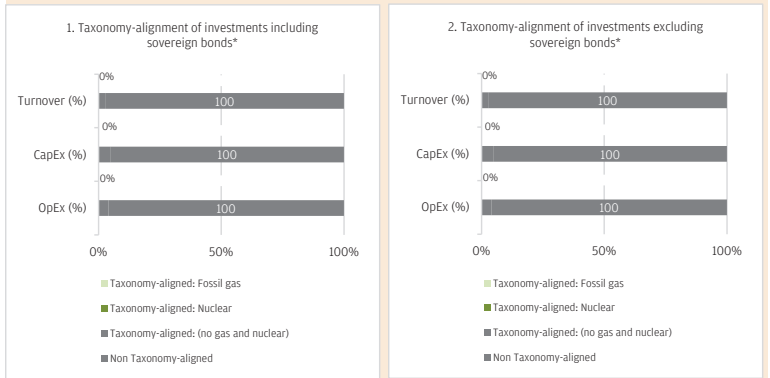 1. Taxonomy-alignment of investments including
sovereign bonds*
0%
Turnover (%)
100
0%
CapEx (%)
100
0%
OpEx (%)
100
0%
50%
100%
Taxonomy-aligned: Fossil gas
Taxonomy-aligned: Nuclear
Taxonomy-aligned: (no gas and nuclear)
Non Taxonomy-aligned
2. Taxonomy-alignment of investments excluding
sovereign bonds*
0%
Turnover (%)
100
0%
CapEx (%)
100
0%
OpEx (%)
100
0%
50%
100%
Taxonomy-aligned: Fossil gas
Taxonomy-aligned: Nuclear
Taxonomy-aligned: (no gas and nuclear)
Non Taxonomy-aligned